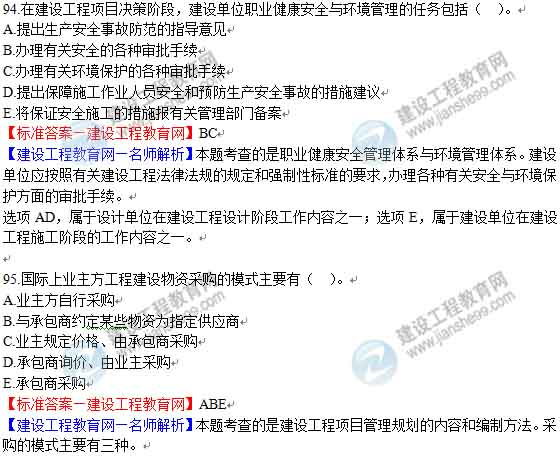 94.在建设工程项目决策阶段，建设单位职业健康安全与环境管理的任务包括（　）。
A.提出生产安全事故防范的指导意见
B.办理有关安全的各种审批手续
C.办理有关环境保护的各种审批手续
D.提出保障施工作业人员安全和预防生产安全事故的措施建议
E.将保证安全施工的措施报有关管理部门备案
【标准答案－建设工程教育网】BC
【建设工程教育网－名师解析】本题考查的是职业健康安全管理体系与环境管理体系。建设
单位应按照有关建设工程法律法规的规定和强制性标准的要求，办理各种有关安全与环境保
护方面的审批手续。
选项 AD，属于设计单位在建设工程设计阶段工作内容之一；选项 E，属于建设单位在建设
工程施工阶段的工作内容之一。
95.国际上业主方工程建设物资采购的模式主要有（　）。
A.业主方自行采购
B.与承包商约定某些物资为指定供应商
C.业主规定价格、由承包商采购
D.承包商询价、由业主采购
E.承包商采购
【标准答案－建设工程教育网】ABE
【建设工程教育网－名师解析】本题考查的是建设工程项目管理规划的内容和编制方法。采
购的模式主要有三种。
建设工程教育网
www.jianshe99.com
建设工程教育网
www.jianshe99.com
建设工程教育网
www.jianshe99.com
建设工程教育网
www.jianshe99.com